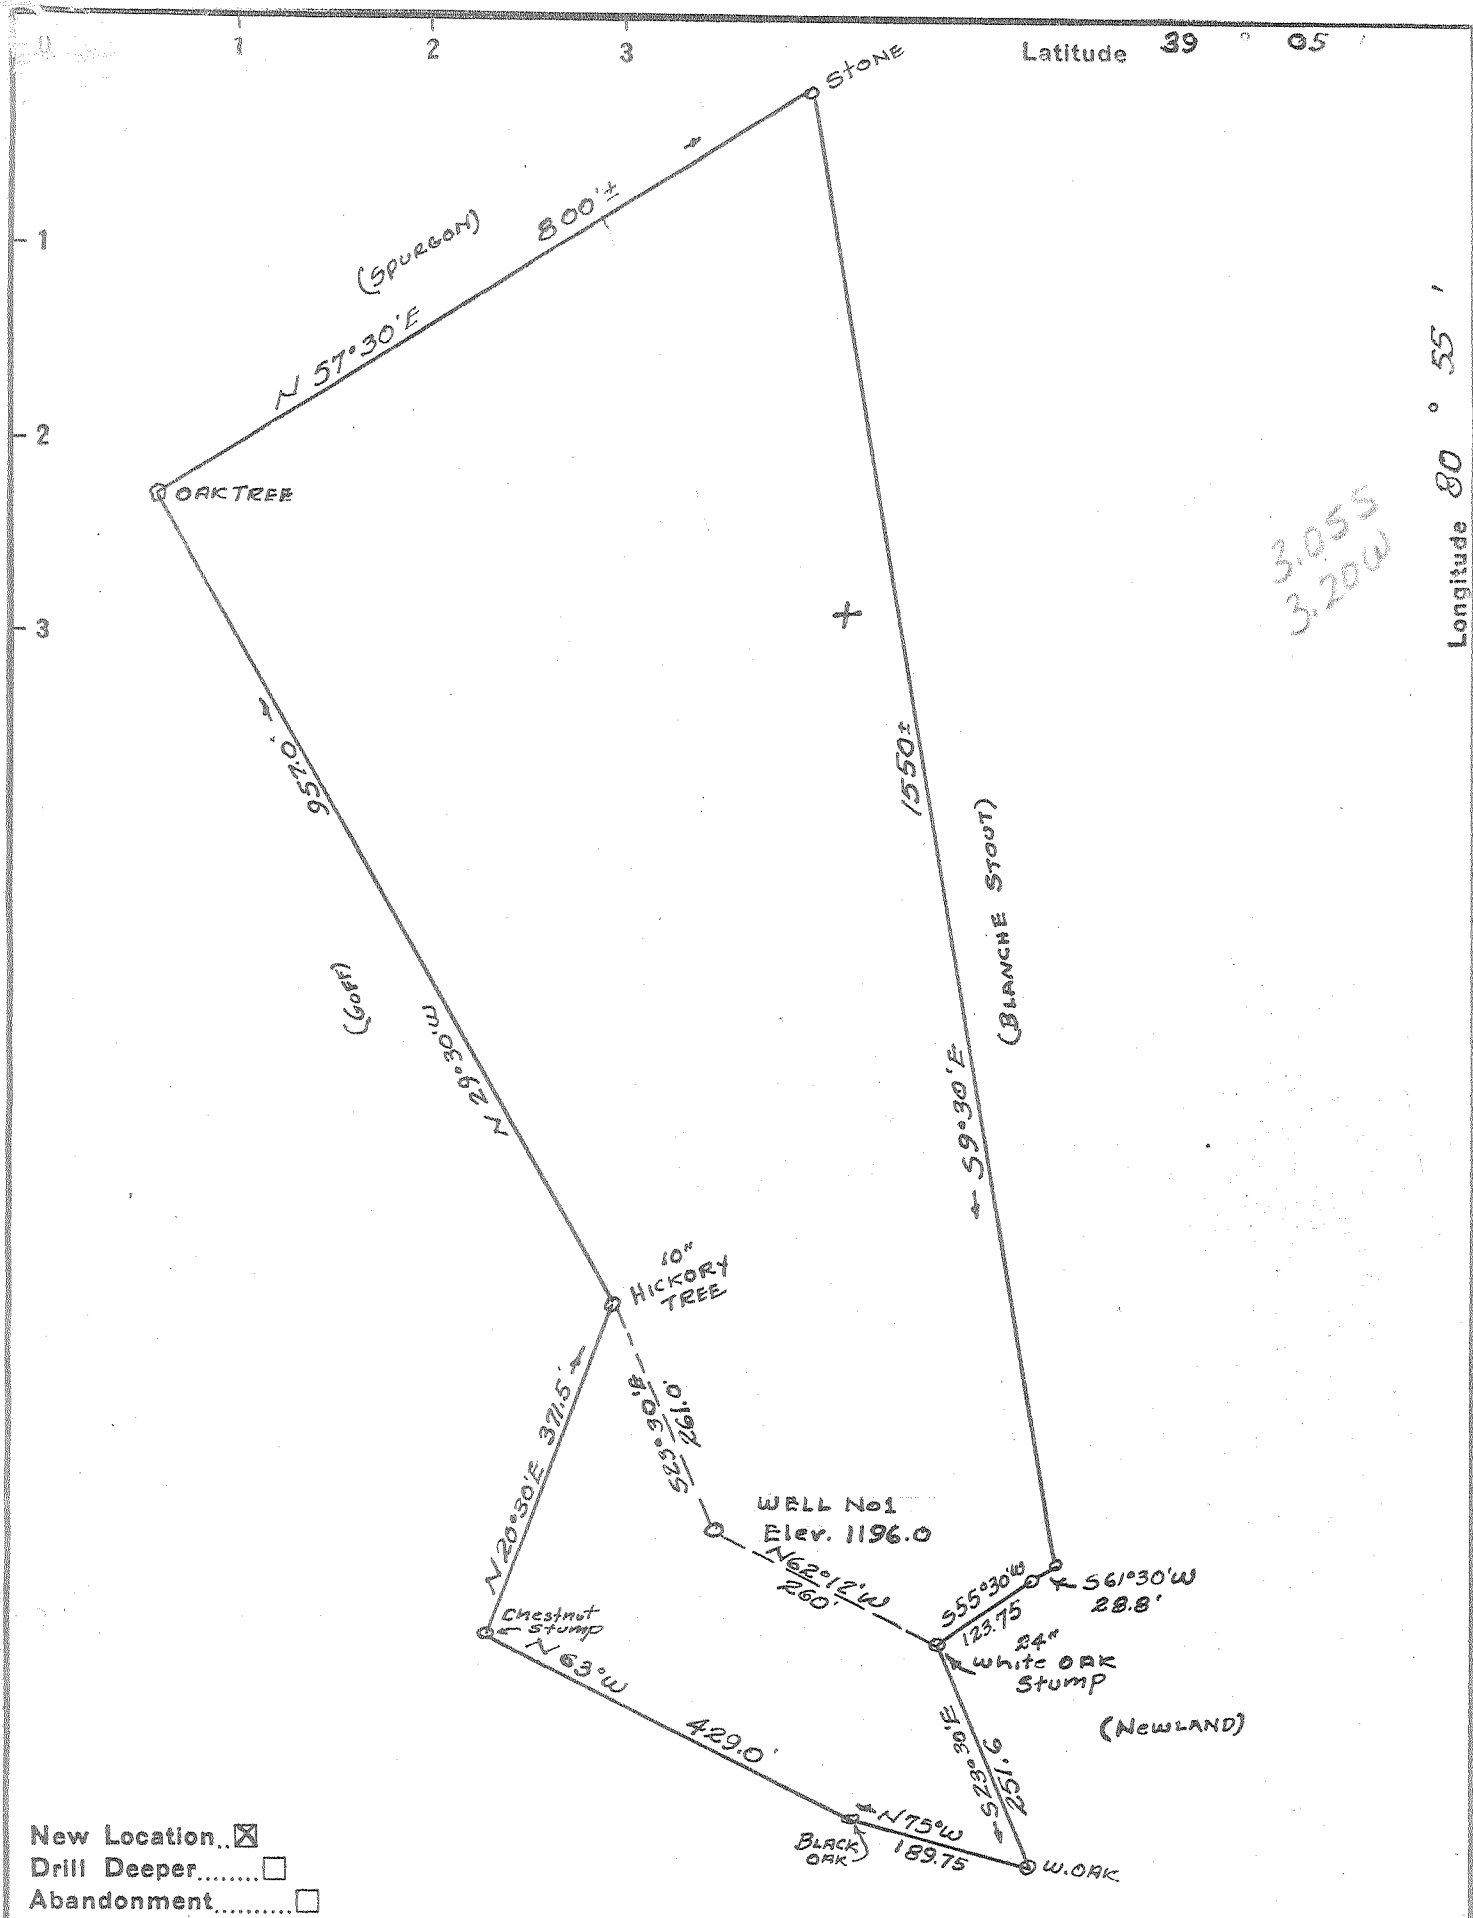 0 1 2 3
Latitude 39 ° 05 '
STONE
800'±
(SPURGON)
N 57°30'E
1
2
3
OAK TREE
Longitude 80 ° 55 '
3.05S
3.20W
957.0'
1550±
(BLANCHE STOUT)
(GOFF)
N 29°30'W
S9°30'E
10"
HICKORY
TREE
S23°30'E
261.0'
N20°30'E 371.5'
WELL No1
Elev. 1196.0
N62°12'W
260'
S55°30'W
123.75
S61°30'W
28.8'
Chestnut
Stump
24"
White OAK
Stump
N63°W
429.0'
(NEWLAND)
S23°30'E
251.6
N75°W
189.75
BLACK
OAK
W.OAK
New Location..☒
Drill Deeper........☐
Abandonment..........☐